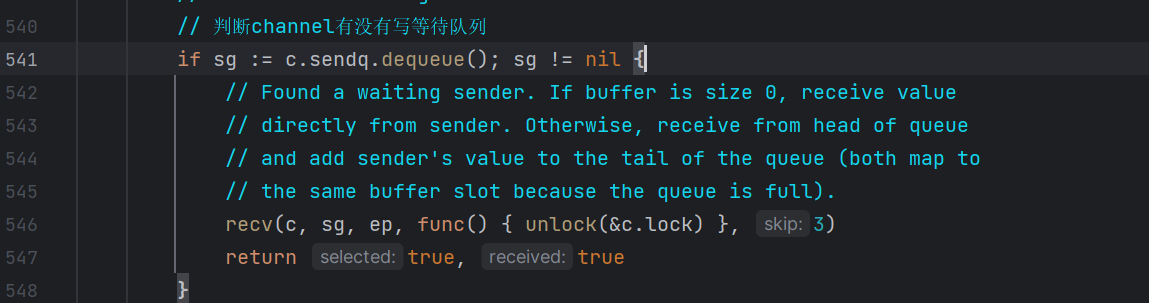 540 // 判断channel有没有写等待队列
541 if sg := c.sendq.dequeue(); sg != nil {
542 // Found a waiting sender. If buffer is size 0, receive value
543 // directly from sender. Otherwise, receive from head of queue
544 // and add sender's value to the tail of the queue (both map to
545 // the same buffer slot because the queue is full).
546 recv(c, sg, ep, func() { unlock(&c.lock) }, skip: 3)
547 return selected: true, received: true
548 }